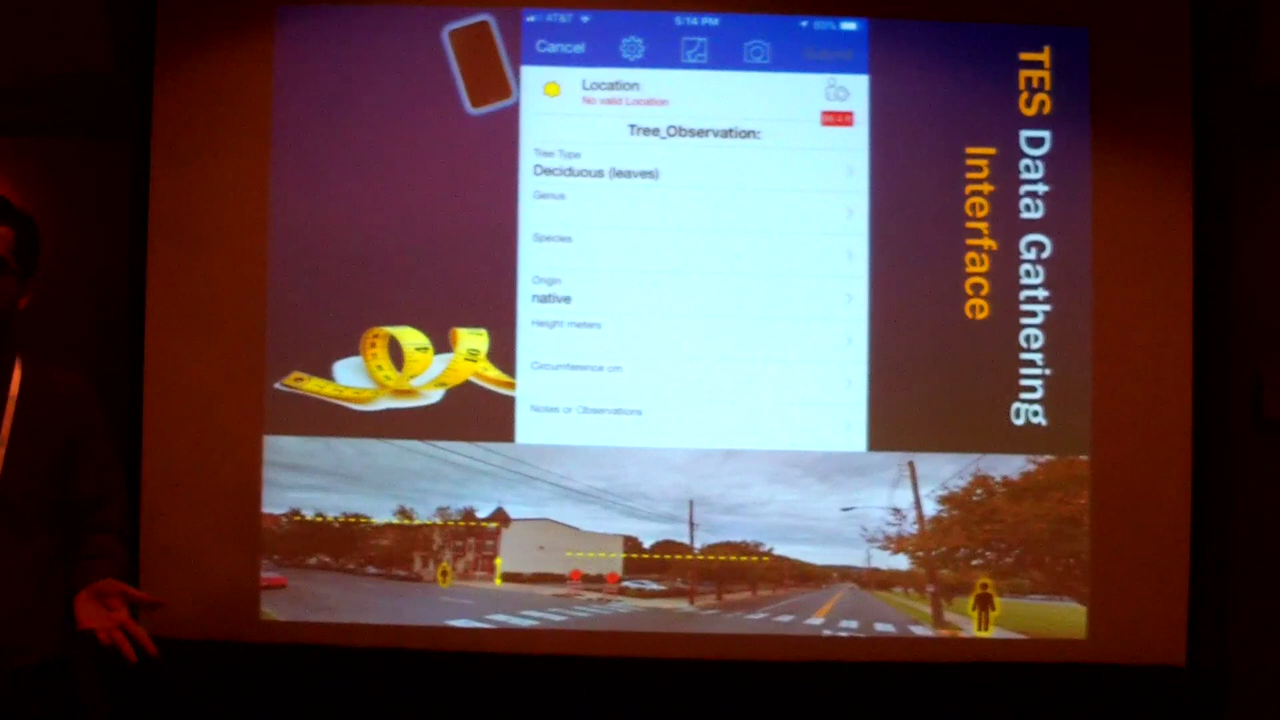 AT&T
5:14 PM
Cancel
Location
No valid Location
Tree_Observation:
Tree Type
Deciduous (leaves)
Genus
Species
Origin
native
Height meters
Circumference cm
Notes or Observations
TES Data Gathering
Interface